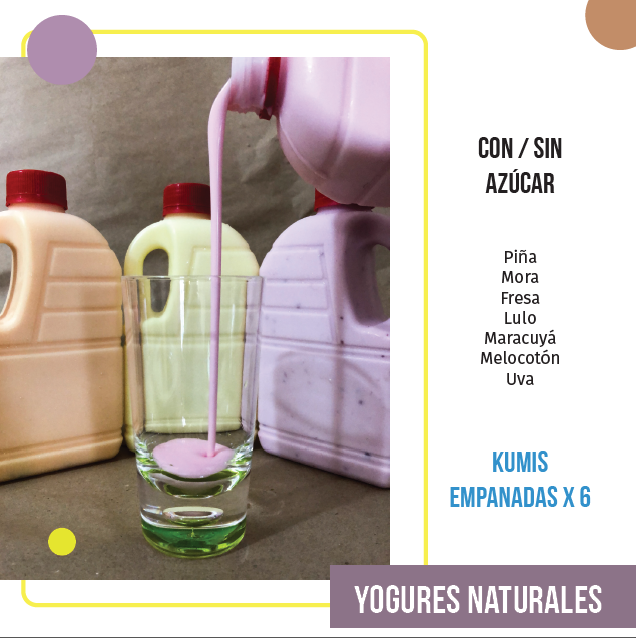 CON / SIN
AZÚCAR
Piña
Mora
Fresa
Lulo
Maracuyá
Melocotón
Uva
KUMIS
EMPANADAS X 6
YOGURES NATURALES